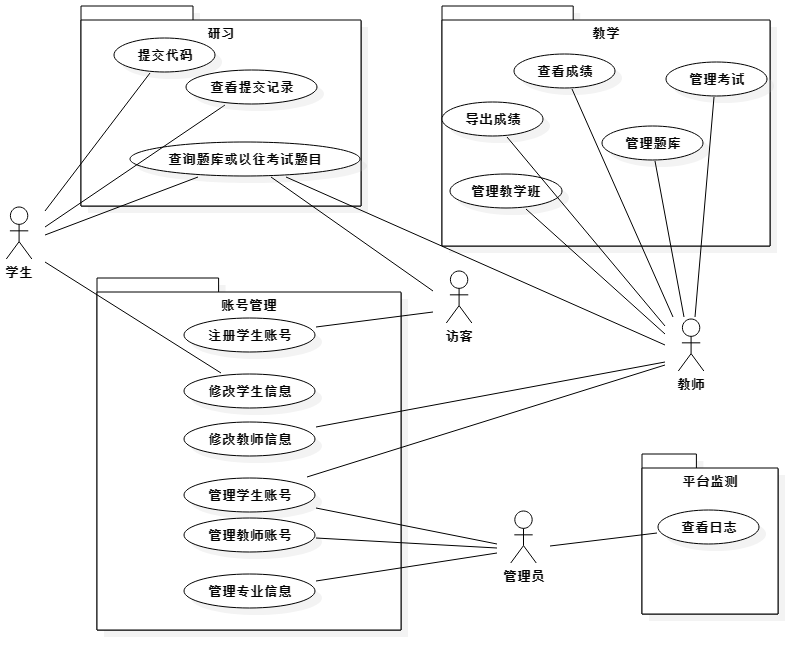 研习
提交代码
查看提交记录
查询题库或以往考试题目
教学
查看成绩
管理考试
导出成绩
管理题库
管理教学班
学生
访客
教师
账号管理
注册学生账号
修改学生信息
修改教师信息
管理学生账号
管理教师账号
管理专业信息
管理员
平台监测
查看日志